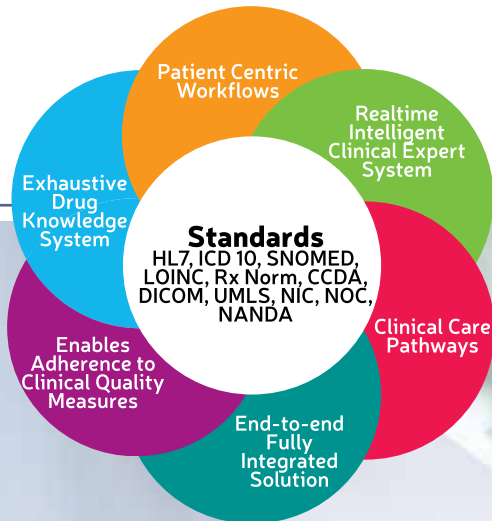 Patient Centric
Workflows
Realtime
Intelligent
Clinical Expert
System
Exhaustive
Drug
Knowledge
System
Standards
HL7, ICD 10, SNOMED,
LOINC, Rx Norm, CCDA,
DICOM, UMLS, NIC, NOC,
NANDA
Clinical Care
Pathways
Enables
Adherence to
Clinical Quality
Measures
End-to-end
Fully
Integrated
Solution